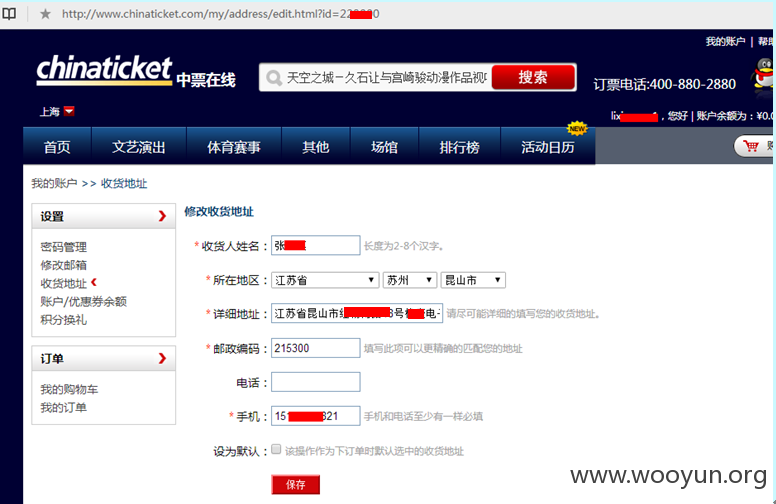 http://www.chinaticket.com/my/address/edit.html?id=22 0
我的账户 | 帮
chinaticket 中票在线
天空之城－久石让与宫崎骏动漫作品视 搜索
订票电话:400-880-2880
上海
li ，您好 | 账户余额为：¥0.0
首页 文艺演出 体育赛事 其他 场馆 排行榜 活动日历 NEW
我的账户 >> 收货地址
设置
密码管理
修改邮箱
收货地址
账户/优惠券余额
积分换礼
订单
我的购物车
我的订单
修改收货地址
* 收货人姓名： 张 长度为2-8个汉字。
* 所在地区： 江苏省 苏州 昆山市
* 详细地址： 江苏省昆山市 3号 电 请尽可能详细的填写您的收货地址。
* 邮政编码： 215300 填写此项可以更精确的匹配您的地址
电话：
* 手机： 151 821 手机和电话至少有一样必填
设为默认： 该操作作为下订单时默认选中的收货地址
保存
www.wooyun.org